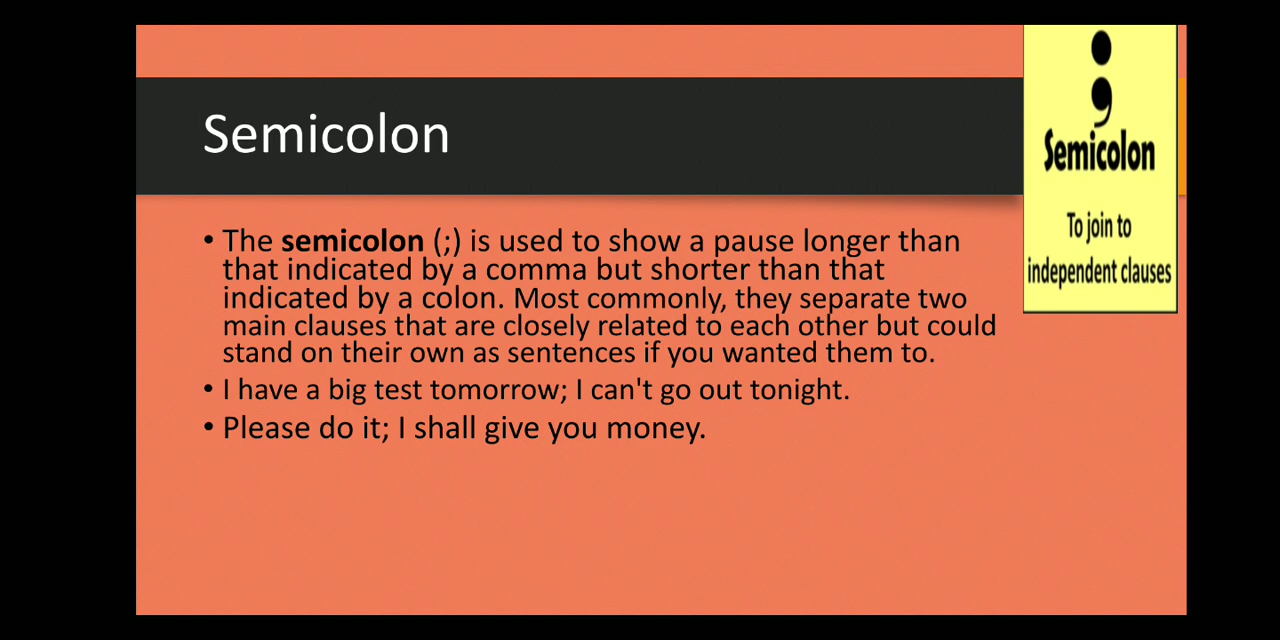 Semicolon
• The semicolon (;) is used to show a pause longer than
that indicated by a comma but shorter than that
indicated by a colon. Most commonly, they separate two
main clauses that are closely related to each other but could
stand on their own as sentences if you wanted them to.
• I have a big test tomorrow; I can't go out tonight.
• Please do it; I shall give you money.
;
Semicolon
To join to
independent clauses